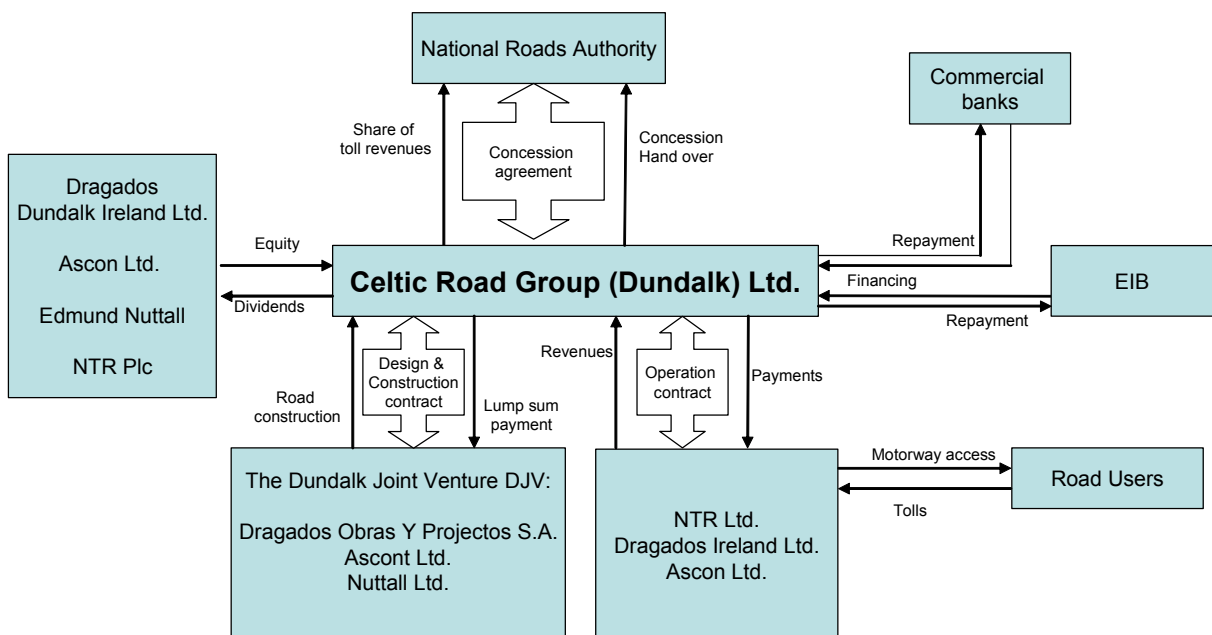 National Roads Authority
Commercial
banks
Share of
toll revenues
Concession
agreement
Concession
Hand over
Dragados
Dundalk Ireland Ltd.
Ascon Ltd.
Edmund Nuttall
NTR Plc
Equity
Dividends
Celtic Road Group (Dundalk) Ltd.
Repayment
Financing
Repayment
EIB
Road
construction
Design &
Construction
contract
Lump sum
payment
Revenues
Operation
contract
Payments
The Dundalk Joint Venture DJV:
Dragados Obras Y Projectos S.A.
Ascont Ltd.
Nuttall Ltd.
NTR Ltd.
Dragados Ireland Ltd.
Ascon Ltd.
Motorway access
Tolls
Road Users